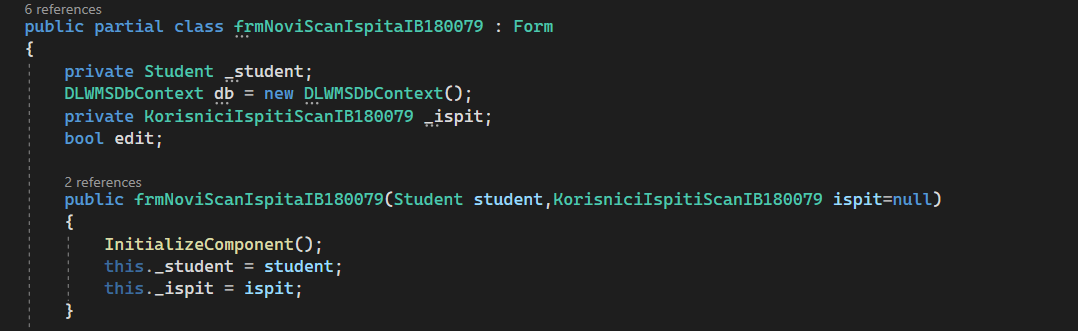 6 references
public partial class frmNoviScanIspitaIB180079 : Form
{
private Student _student;
DLWMSDbContext db = new DLWMSDbContext();
private KorisniciIspitiScanIB180079 _ispit;
bool edit;
2 references
public frmNoviScanIspitaIB180079(Student student,KorisniciIspitiScanIB180079 ispit=null)
{
InitializeComponent();
this._student = student;
this._ispit = ispit;
}